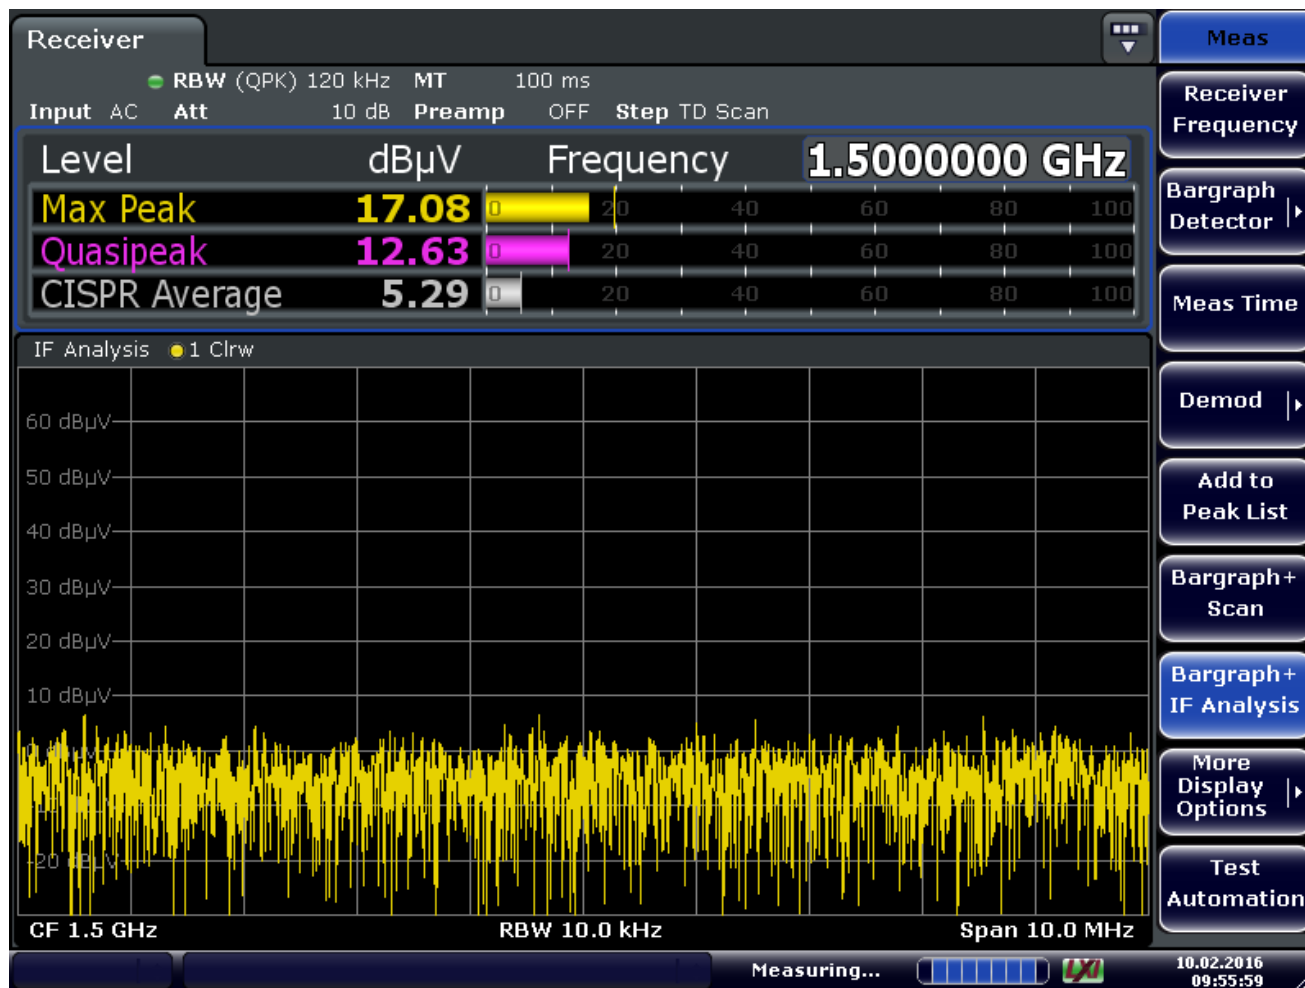 Receiver
RBW (QPK) 120 kHz MT 100 ms
Input AC Att 10 dB Preamp OFF Step TD Scan
Level dBµV Frequency 1.5000000 GHz
Max Peak 17.08 0 20 40 60 80 100
Quasipeak 12.63 0 20 40 60 80 100
CISPR Average 5.29 0 20 40 60 80 100
IF Analysis 1 Clrw
60 dBµV
50 dBµV
40 dBµV
30 dBµV
20 dBµV
10 dBµV
-20 dBµV
CF 1.5 GHz RBW 10.0 kHz Span 10.0 MHz
Measuring... LXI 10.02.2016
09:55:59
Meas
Receiver
Frequency
Bargraph
Detector
Meas Time
Demod
Add to
Peak List
Bargraph+
Scan
Bargraph+
IF Analysis
More
Display
Options
Test
Automation